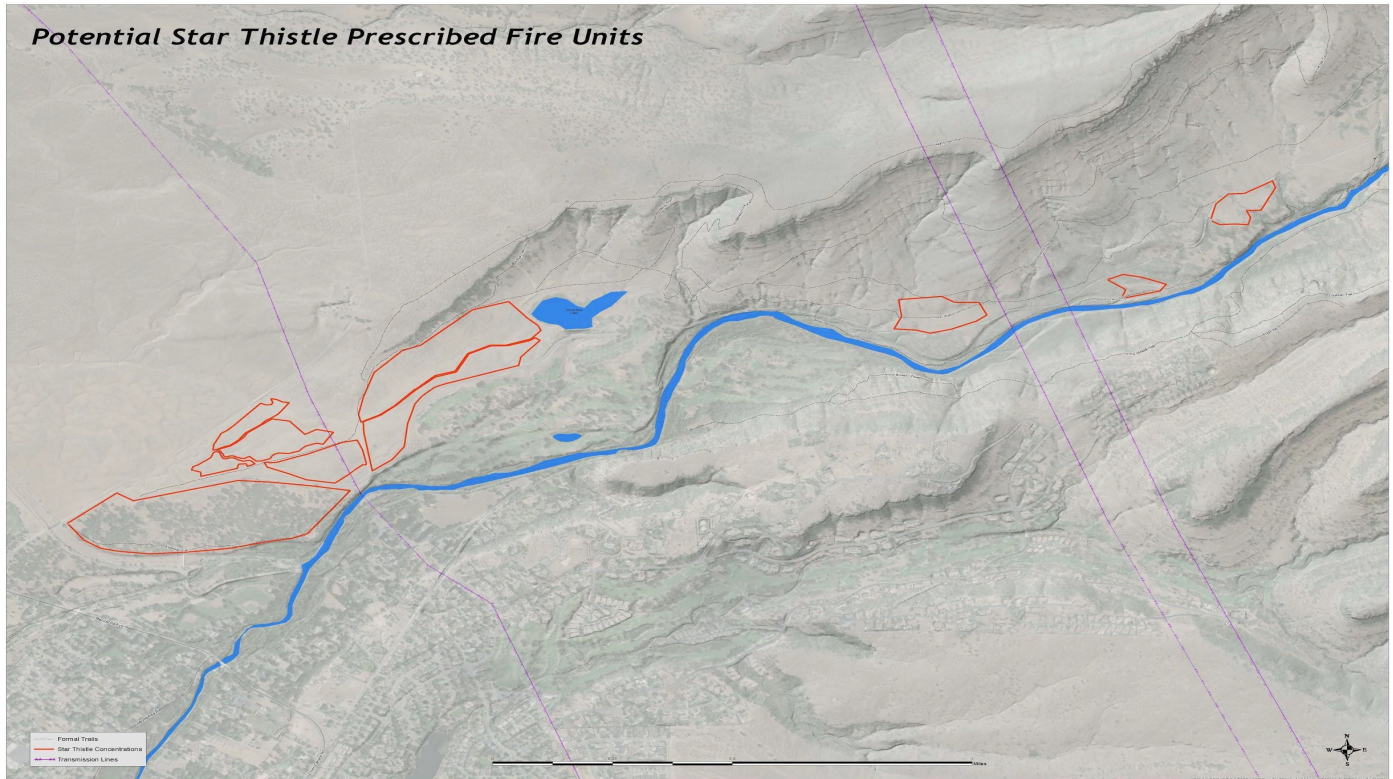 Potential Star Thistle Prescribed Fire Units
Formal Trails
Star Thistle Concentrations
Transmission Lines
Miles
N
W E
S